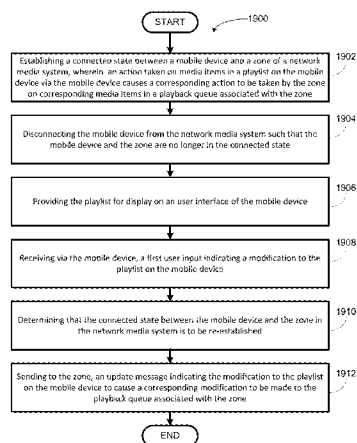 START
1900
1902
Establishing a connected state between a mobile device and a zone of a network
media system, wherein an action taken on media items in a playlist on the mobile
device via the mobile device causes a corresponding action to be taken by the zone
on corresponding media items in a playback queue associated with the zone
1904
Disconnecting the mobile device from the network media system such that the
mobile device and the zone are no longer in the connected state
1906
Providing the playlist for display on an user interface of the mobile device
1908
Receiving via the mobile device, a first user input indicating a modification to the
playlist on the mobile device
1910
Determining that the connected state between the mobile device and the zone in
the network media system is to be re-established
1912
Sending to the zone, an update message indicating the modification to the playlist
on the mobile device to cause a corresponding modification to be made to the
playback queue associated with the zone
END